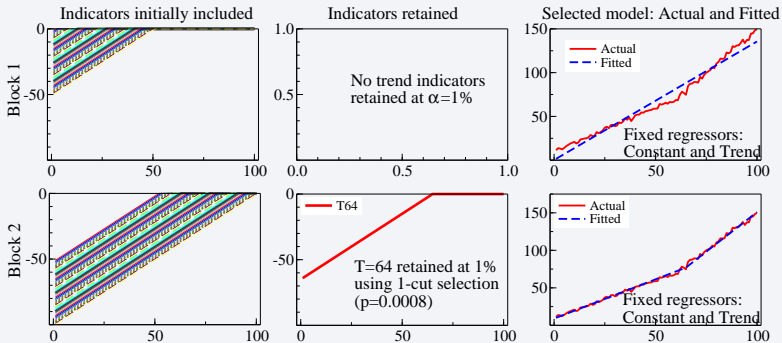 Indicators initially included
Indicators retained
Selected model: Actual and Fitted
Block 1
0
-50
0
50
100
1.0
0.5
0.0
0.5
1.0
No trend indicators
retained at α=1%
150
100
50
0
50
100
Actual
Fitted
Fixed regressors:
Constant and Trend
Block 2
0
-50
0
50
100
0
-50
0
50
100
T64
T=64 retained at 1%
using 1-cut selection
(p=0.0008)
150
100
50
0
50
100
Actual
Fitted
Fixed regressors:
Constant and Trend